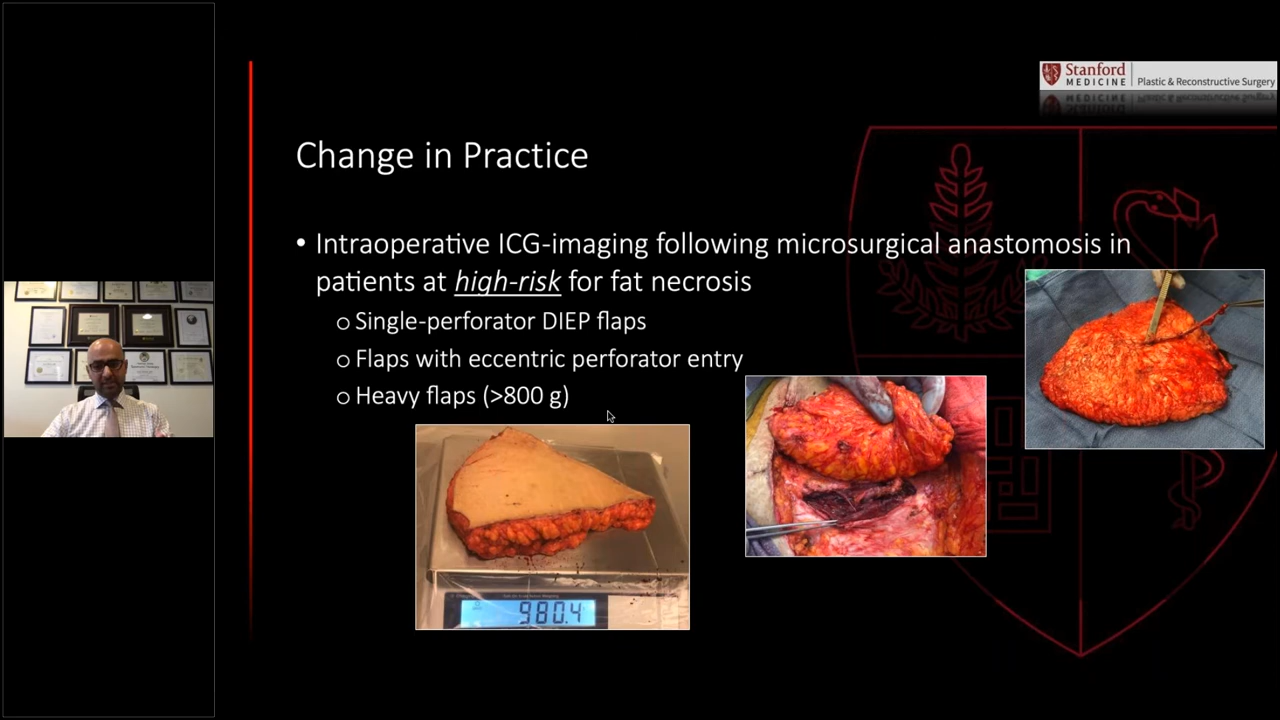 Stanford
MEDICINE
Plastic & Reconstructive Surgery
Change in Practice
• Intraoperative ICG-imaging following microsurgical anastomosis in
patients at high-risk for fat necrosis
o Single-perforator DIEP flaps
o Flaps with eccentric perforator entry
o Heavy flaps (>800 g)
980.4